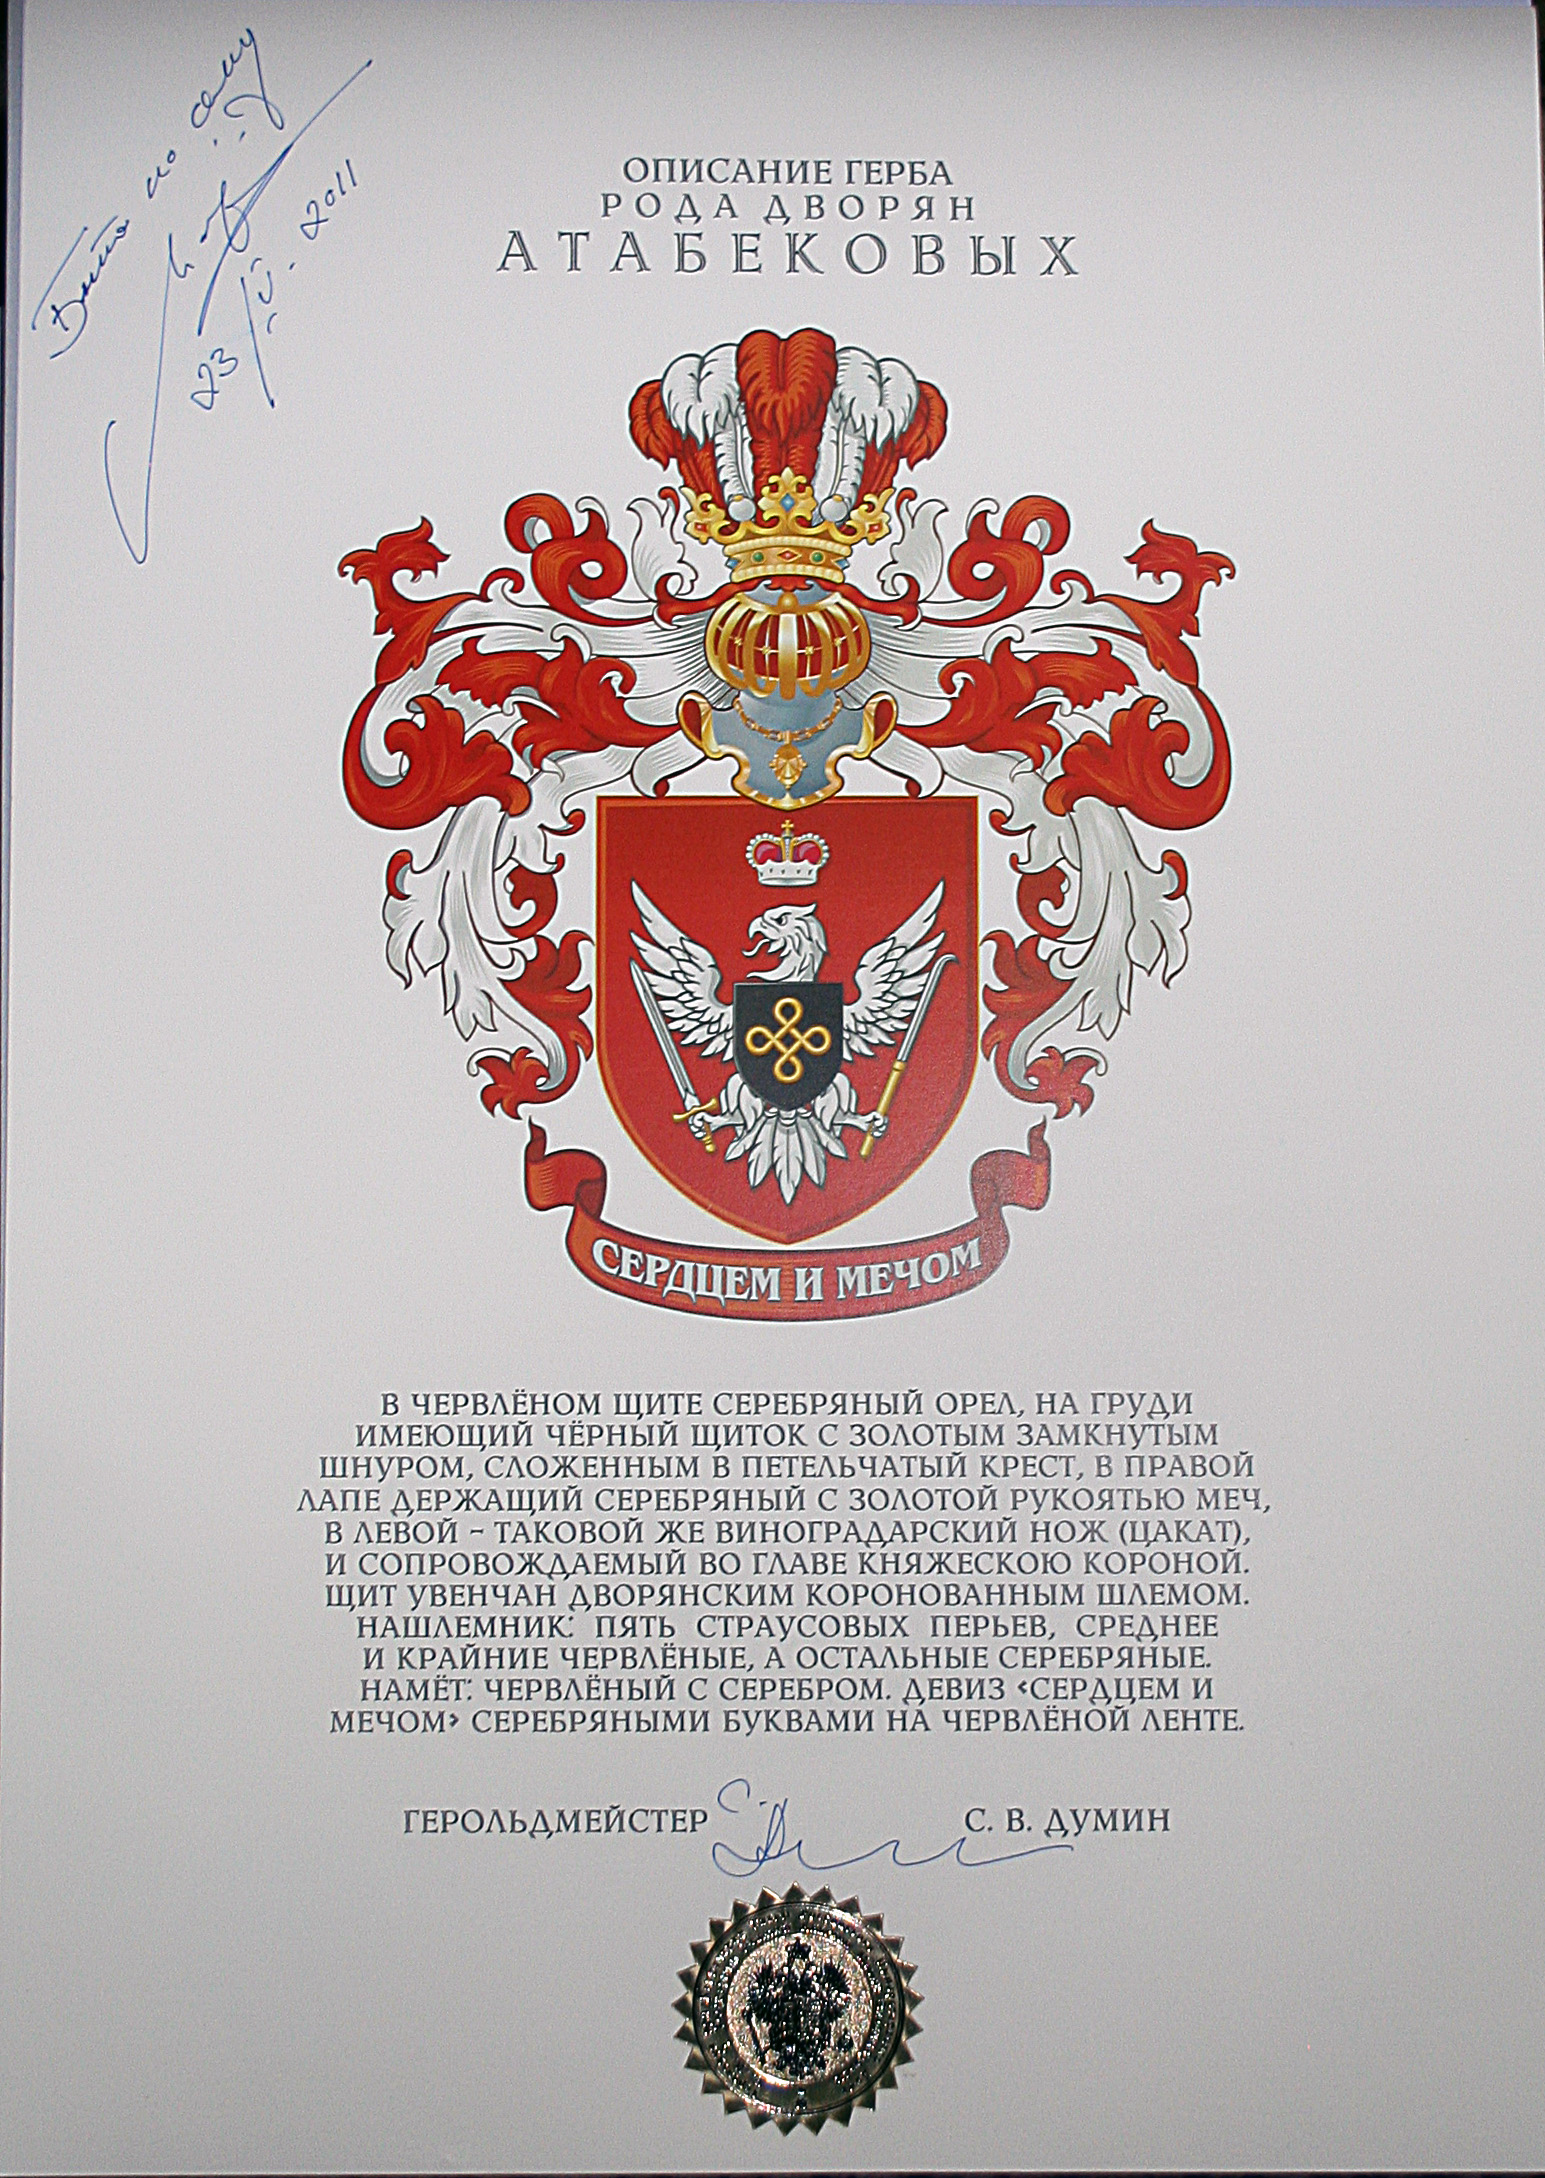 Быть по сему
23/V. 2011
ОПИСАНИЕ ГЕРБА
РОДА ДВОРЯН
АТАБЕКОВЫХ
СЕРДЦЕМ И МЕЧОМ
В ЧЕРВЛЁНОМ ЩИТЕ СЕРЕБРЯНЫЙ ОРЕЛ, НА ГРУДИ
ИМЕЮЩИЙ ЧЁРНЫЙ ЩИТОК С ЗОЛОТЫМ ЗАМКНУТЫМ
ШНУРОМ, СЛОЖЕННЫМ В ПЕТЕЛЬЧАТЫЙ КРЕСТ, В ПРАВОЙ
ЛАПЕ ДЕРЖАЩИЙ СЕРЕБРЯНЫЙ С ЗОЛОТОЙ РУКОЯТЬЮ МЕЧ,
В ЛЕВОЙ – ТАКОВОЙ ЖЕ ВИНОГРАДАРСКИЙ НОЖ (ЦАКАТ),
И СОПРОВОЖДАЕМЫЙ ВО ГЛАВЕ КНЯЖЕСКОЮ КОРОНОЙ.
ЩИТ УВЕНЧАН ДВОРЯНСКИМ КОРОНОВАННЫМ ШЛЕМОМ.
НАШЛЕМНИК: ПЯТЬ СТРАУСОВЫХ ПЕРЬЕВ, СРЕДНЕЕ
И КРАЙНИЕ ЧЕРВЛЁНЫЕ, А ОСТАЛЬНЫЕ СЕРЕБРЯНЫЕ.
НАМЁТ: ЧЕРВЛЁНЫЙ С СЕРЕБРОМ. ДЕВИЗ ‹СЕРДЦЕМ И
МЕЧОМ› СЕРЕБРЯНЫМИ БУКВАМИ НА ЧЕРВЛЁНОЙ ЛЕНТЕ.
ГЕРОЛЬДМЕЙСТЕР С. В. ДУМИН